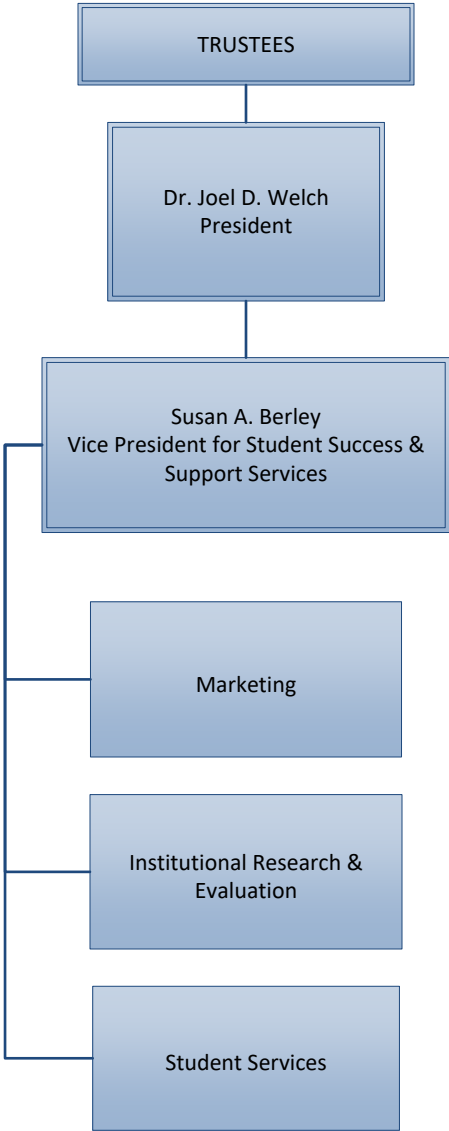 TRUSTEES
Dr. Joel D. Welch
President
Susan A. Berley
Vice President for Student Success &
Support Services
Marketing
Institutional Research &
Evaluation
Student Services